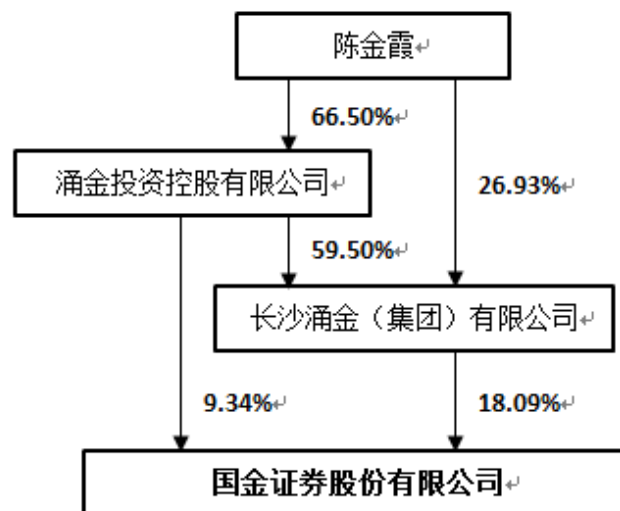 陈金霞
66.50%
涌金投资控股有限公司
26.93%
59.50%
长沙涌金（集团）有限公司
9.34%
18.09%
国金证券股份有限公司